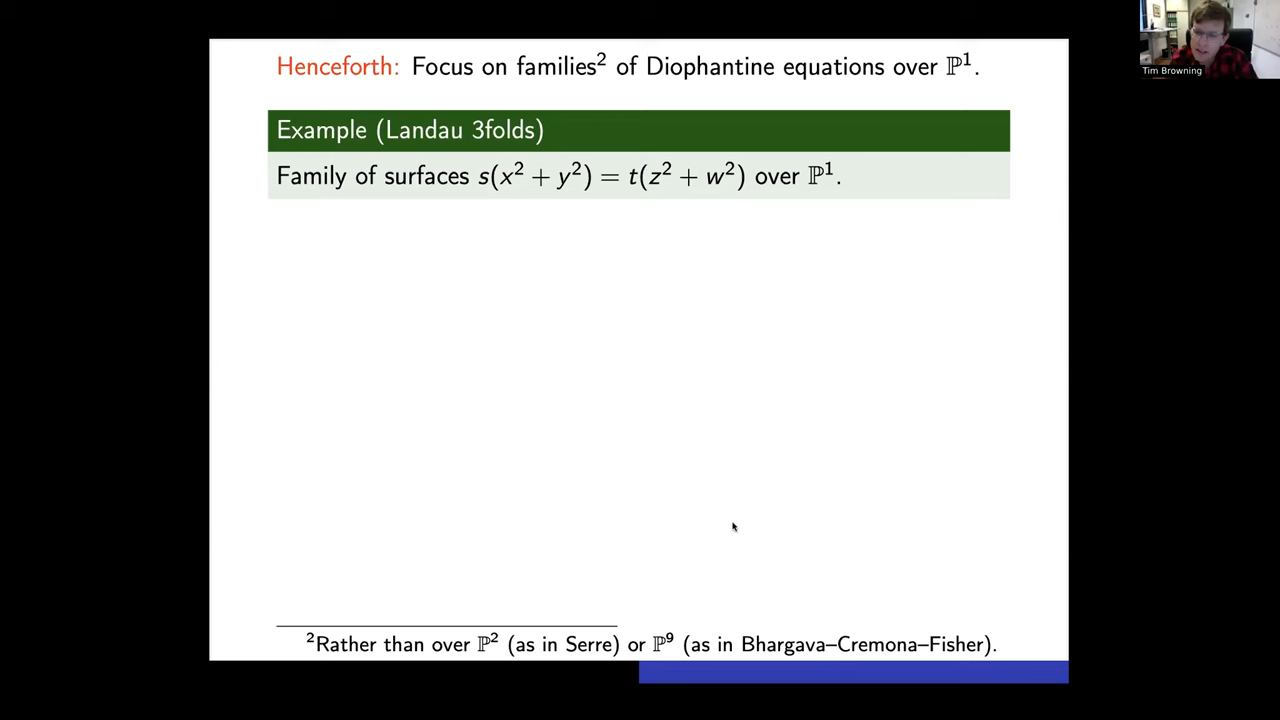 Henceforth: Focus on families² of Diophantine equations over ℙ¹.
Tim Browning
Example (Landau 3folds)
Family of surfaces s(x² + y²) = t(z² + w²) over ℙ¹.
²Rather than over ℙ² (as in Serre) or ℙ⁹ (as in Bhargava–Cremona–Fisher).